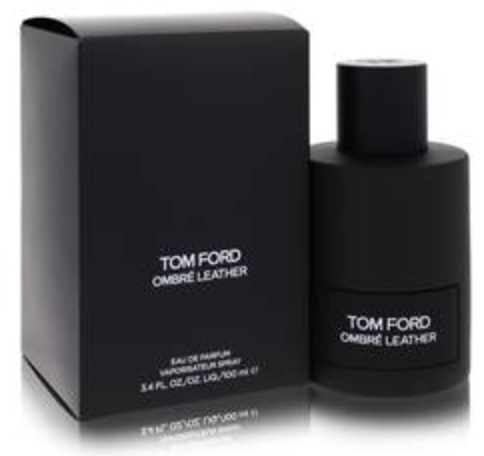 TOM FORD
OMBRÉ LEATHER
EAU DE PARFUM
VAPORISATEUR SPRAY
3.4 FL.OZ./OZ. LIQ./100 ml ℮
TOM FORD
OMBRÉ LEATHER